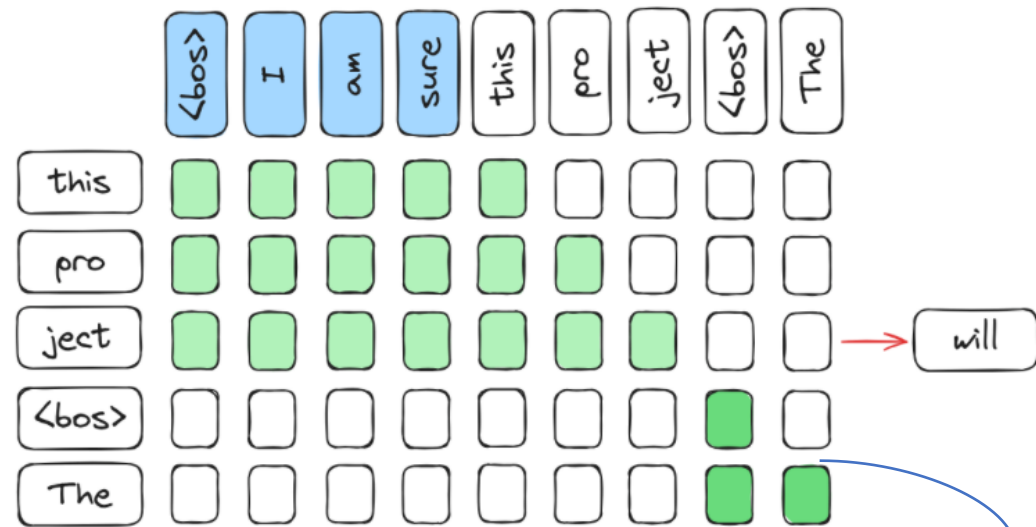 <bos> I am sure this pro ject <bos> The
this
pro
ject
will
<bos>
The